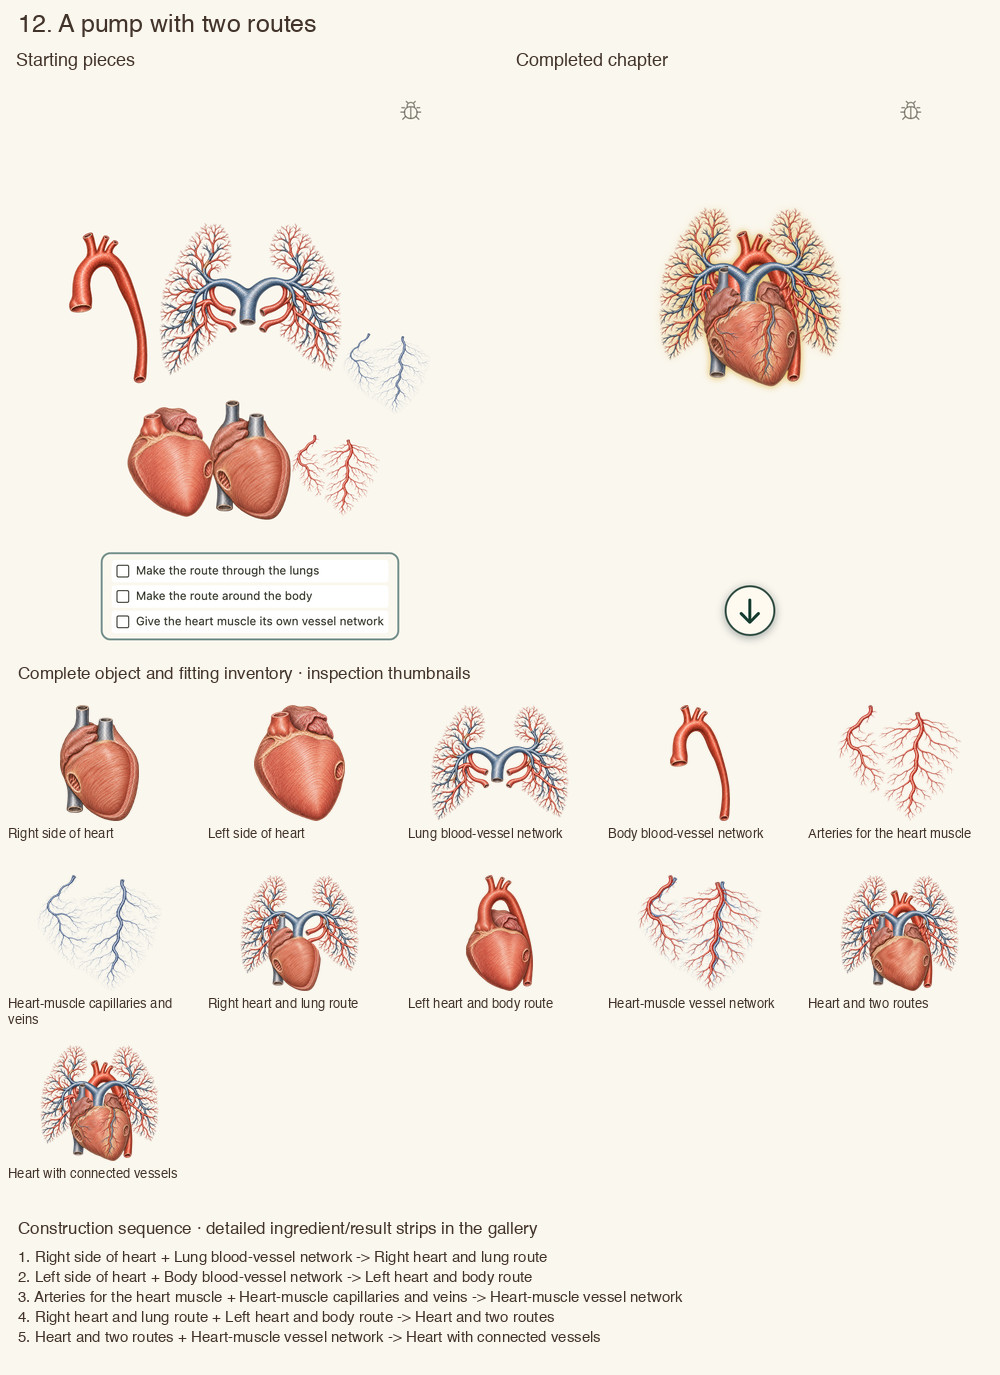 12. A pump with two routes
Starting pieces
Completed chapter
Make the route through the lungs
Make the route around the body
Give the heart muscle its own vessel network
Complete object and fitting inventory · inspection thumbnails
Right side of heart
Left side of heart
Lung blood-vessel network
Body blood-vessel network
Arteries for the heart muscle
Heart-muscle capillaries and
veins
Right heart and lung route
Left heart and body route
Heart-muscle vessel network
Heart and two routes
Heart with connected vessels
Construction sequence · detailed ingredient/result strips in the gallery
1. Right side of heart + Lung blood-vessel network -> Right heart and lung route
2. Left side of heart + Body blood-vessel network -> Left heart and body route
3. Arteries for the heart muscle + Heart-muscle capillaries and veins -> Heart-muscle vessel network
4. Right heart and lung route + Left heart and body route -> Heart and two routes
5. Heart and two routes + Heart-muscle vessel network -> Heart with connected vessels